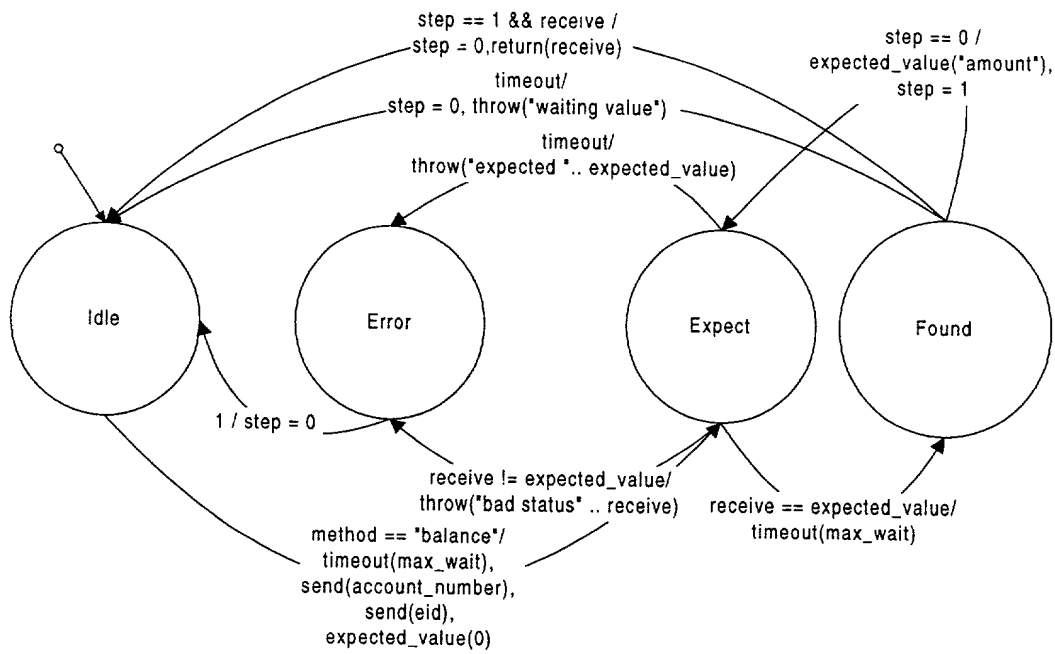 step == 1 && receive /
step = 0,return(receive)
timeout/
step = 0, throw("waiting value")
timeout/
throw("expected ".. expected_value)
step == 0 /
expected_value("amount"),
step = 1
Idle
Error
Expect
Found
1 / step = 0
receive != expected_value/
throw("bad status" .. receive)
receive == expected_value/
timeout(max_wait)
method == "balance"/
timeout(max_wait),
send(account_number),
send(eid),
expected_value(0)